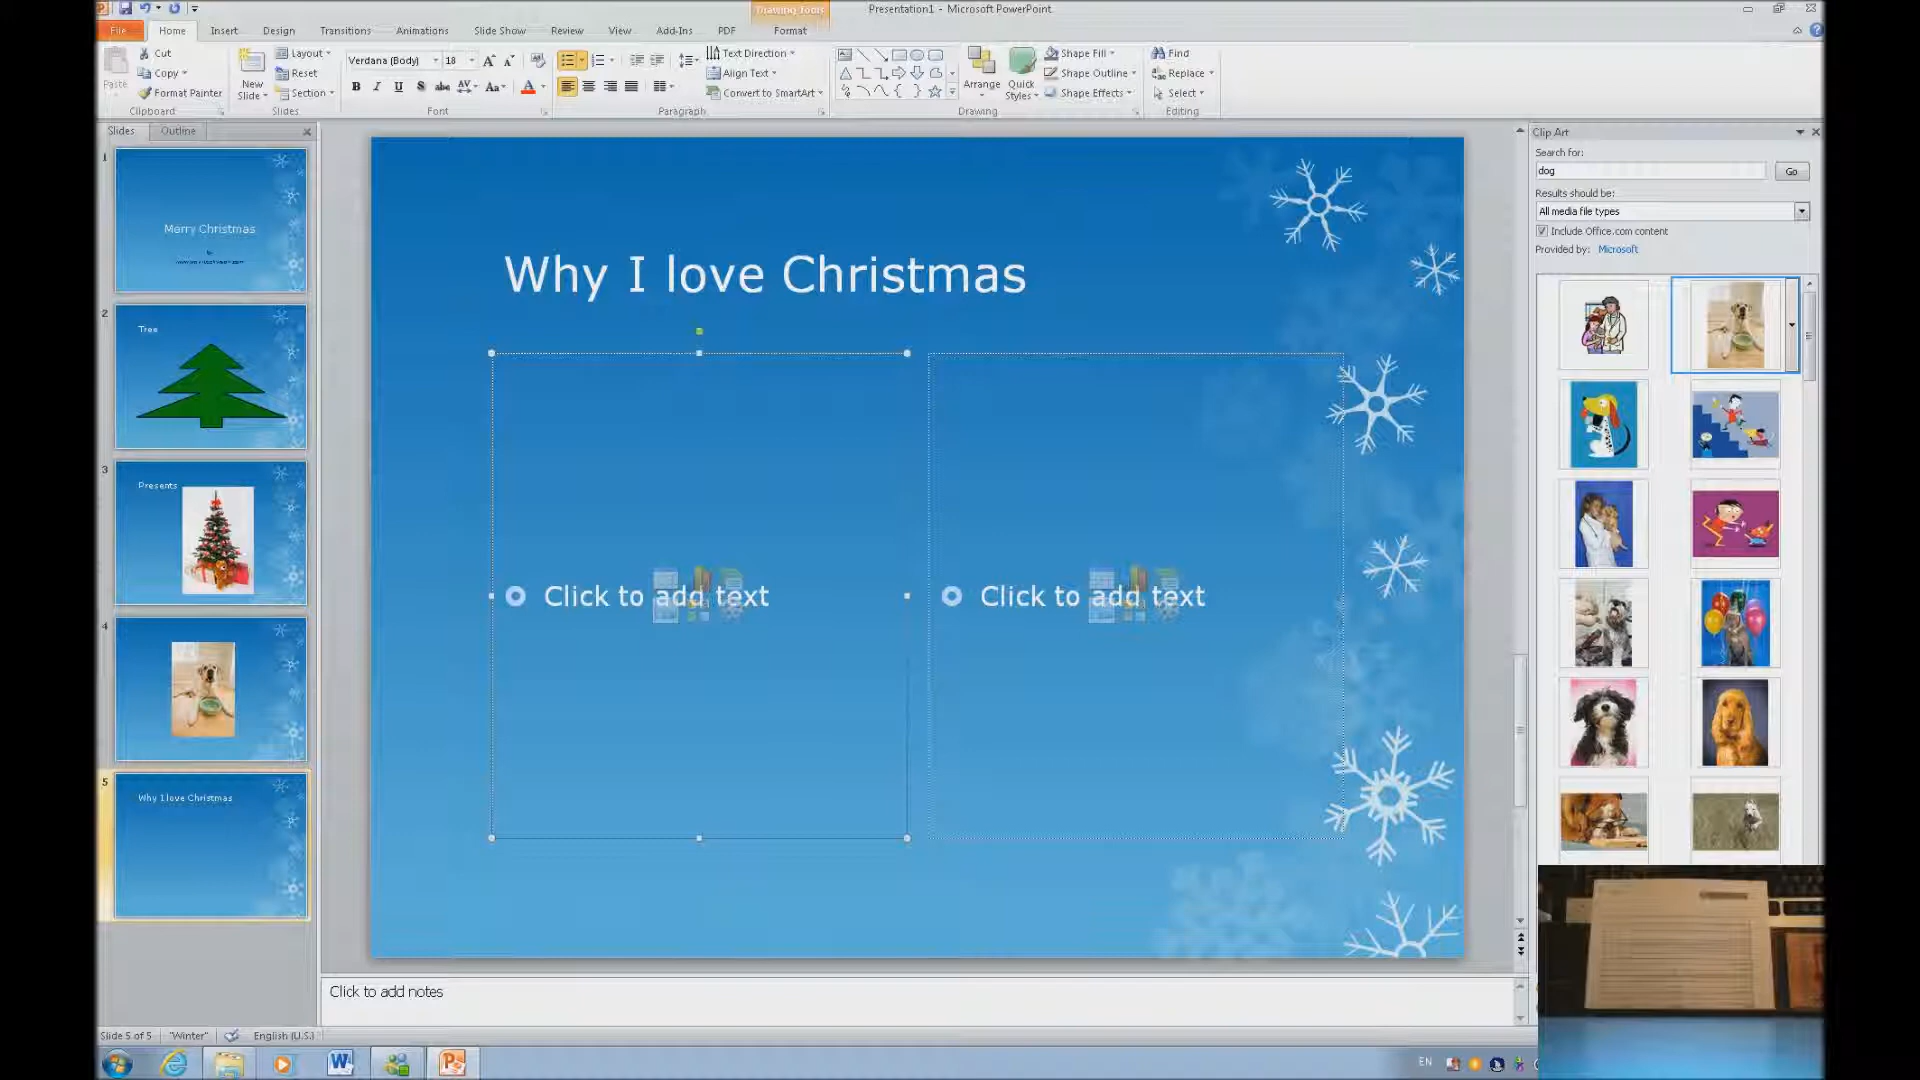 Presentation1 - Microsoft PowerPoint
Drawing Tools
File
Home
Insert
Design
Transitions
Animations
Slide Show
Review
View
Add-Ins
PDF
Format
Paste
Cut
Copy
Format Painter
Clipboard
New Slide
Layout
Reset
Section
Slides
Verdana (Body)
18
Font
Paragraph
Text Direction
Align Text
Convert to SmartArt
Arrange
Quick Styles
Shape Fill
Shape Outline
Shape Effects
Drawing
Find
Replace
Select
Editing
Slides
Outline
1
Merry Christmas
2
Tree
3
Presents
4
5
Why I love Christmas
Why I love Christmas
Click to add text
Click to add text
Click to add notes
Clip Art
Search for:
dog
Go
Results should be:
All media file types
Include Office.com content
Provided by: Microsoft
Slide 5 of 5
"Winter"
English (U.S.)
EN